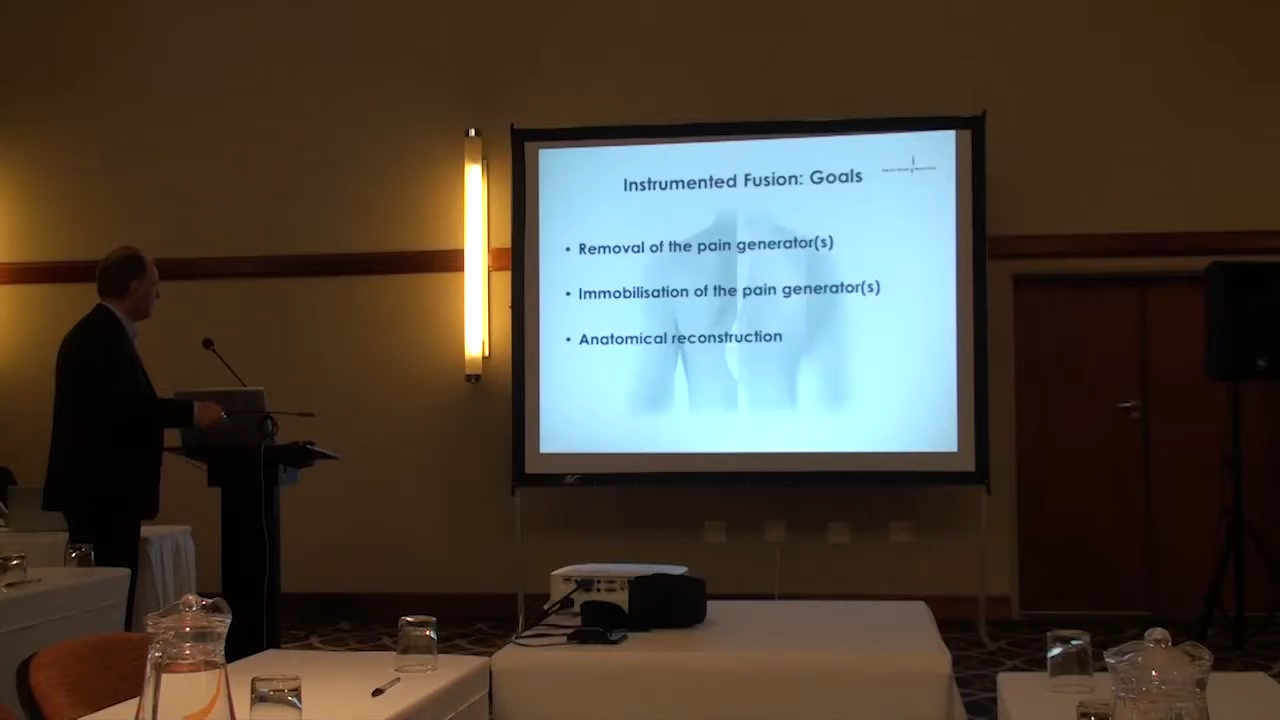 Instrumented Fusion: Goals
• Removal of the pain generator(s)
• Immobilisation of the pain generator(s)
• Anatomical reconstruction